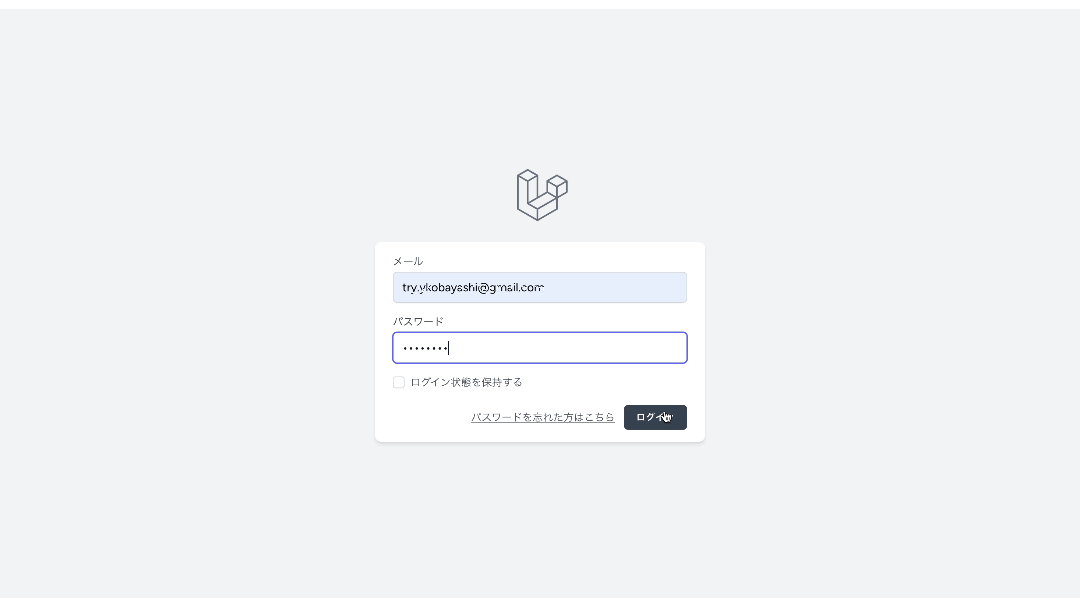 メール
try.ykobayashi@gmail.com
パスワード
••••••••
ログイン状態を保持する
パスワードを忘れた方はこちら
ログイン